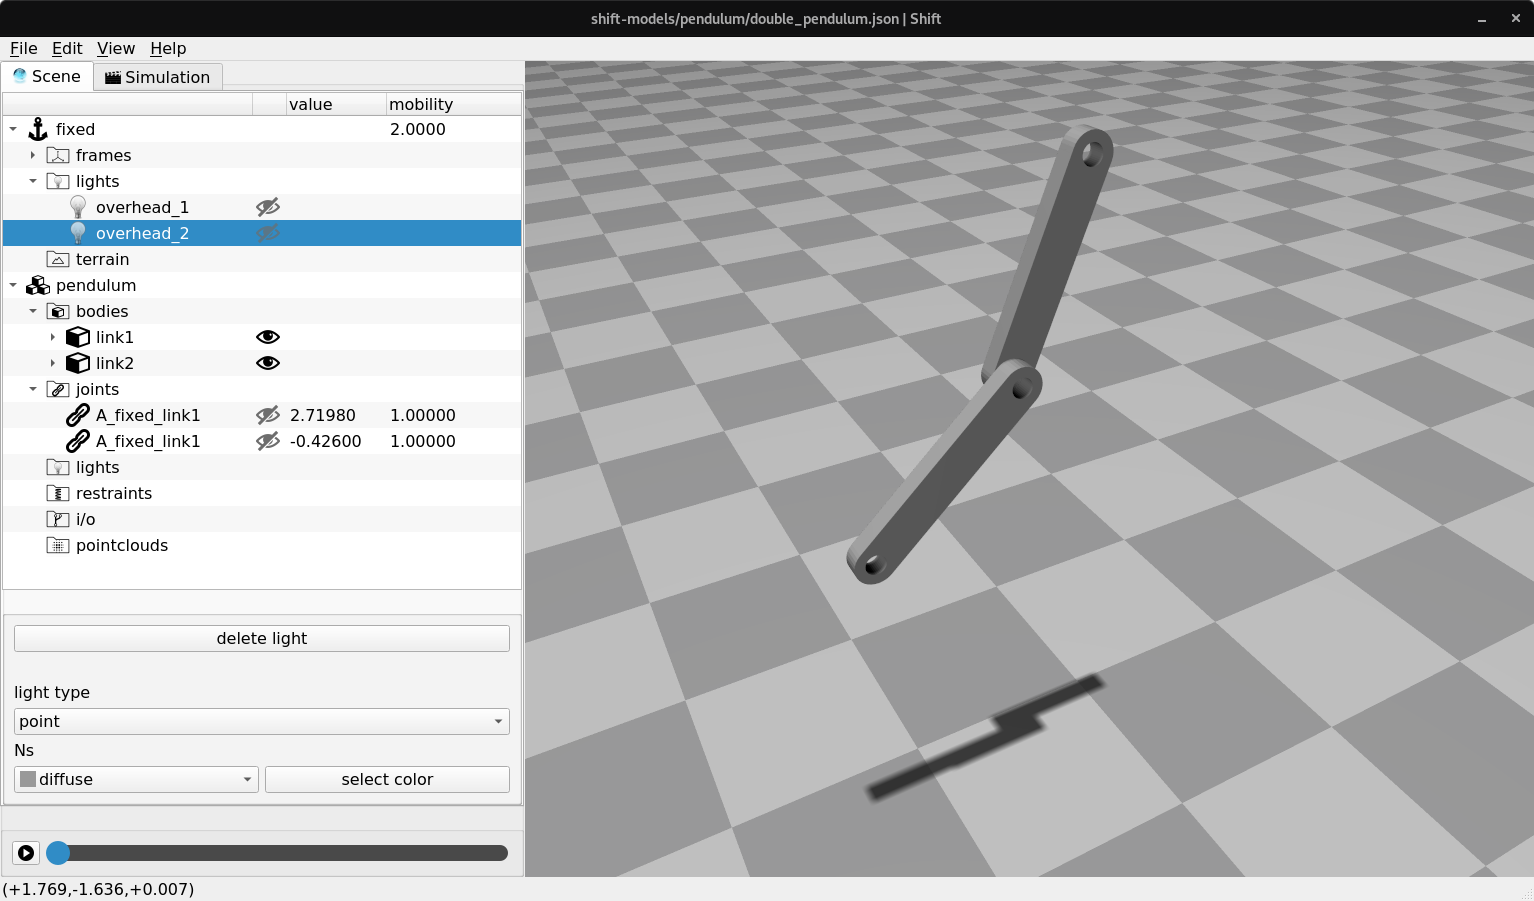 shift-models/pendulum/double_pendulum.json | Shift
File Edit View Help
Scene Simulation
value mobility
fixed 2.0000
frames
lights
overhead_1
overhead_2
terrain
pendulum
bodies
link1
link2
joints
A_fixed_link1 2.71980 1.00000
A_fixed_link1 -0.42600 1.00000
lights
restraints
i/o
pointclouds
delete light
light type
point
Ns
diffuse select color
(+1.769,-1.636,+0.007)